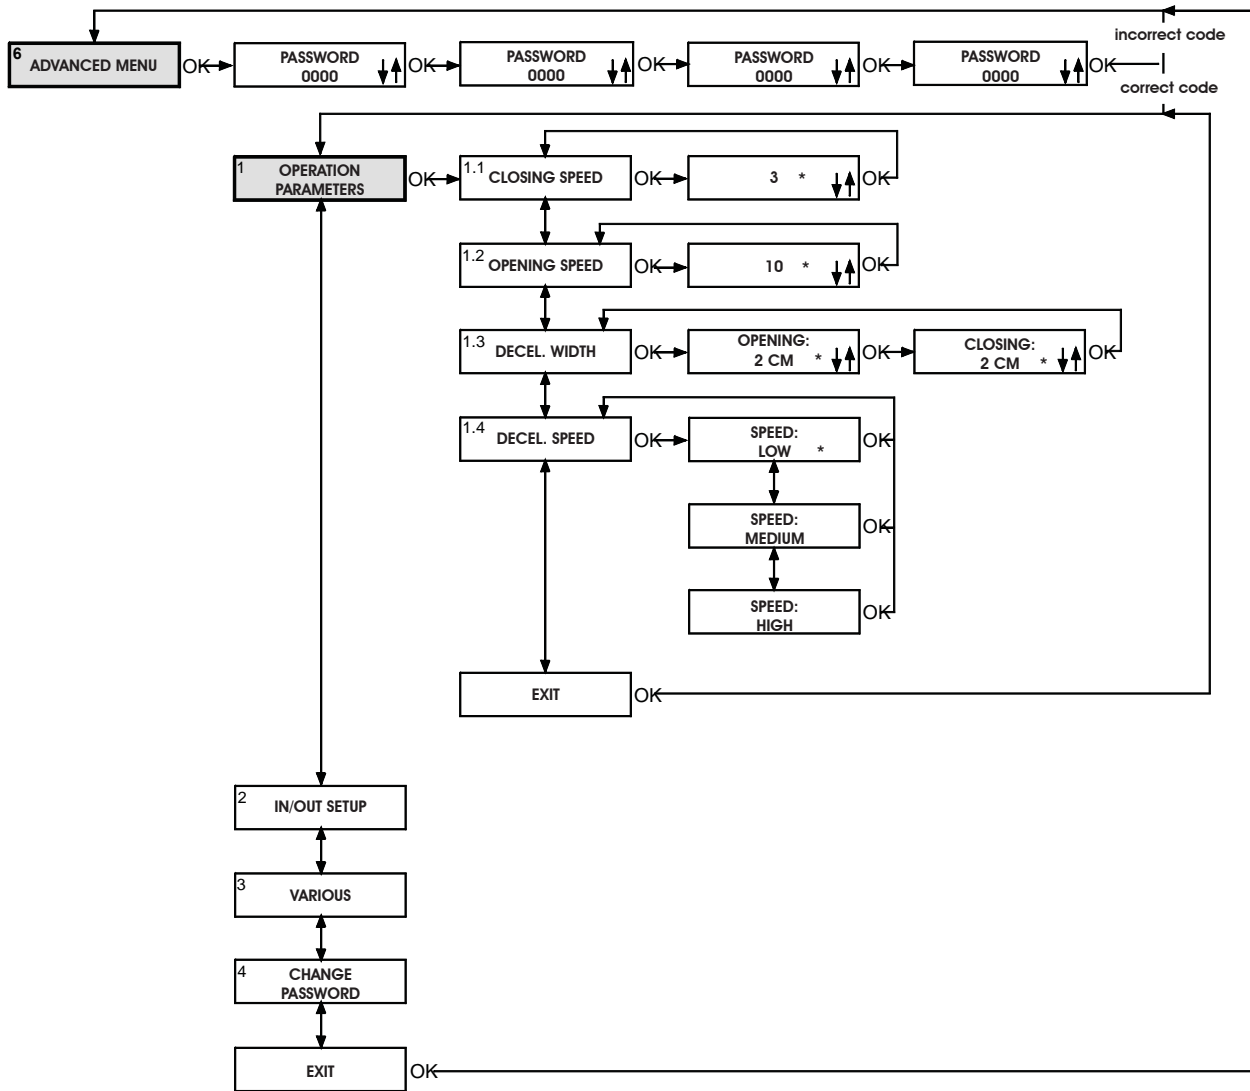 incorrect code
6
ADVANCED MENU
OK
PASSWORD
0000
OK
PASSWORD
0000
OK
PASSWORD
0000
OK
PASSWORD
0000
OK
correct code
1
OPERATION
PARAMETERS
OK
1.1
CLOSING SPEED
OK
3 *
OK
1.2
OPENING SPEED
OK
10 *
OK
1.3
DECEL. WIDTH
OK
OPENING:
2 CM *
OK
CLOSING:
2 CM *
OK
1.4
DECEL. SPEED
OK
SPEED:
LOW *
OK
SPEED:
MEDIUM
OK
SPEED:
HIGH
OK
EXIT
OK
2
IN/OUT SETUP
3
VARIOUS
4
CHANGE
PASSWORD
EXIT
OK